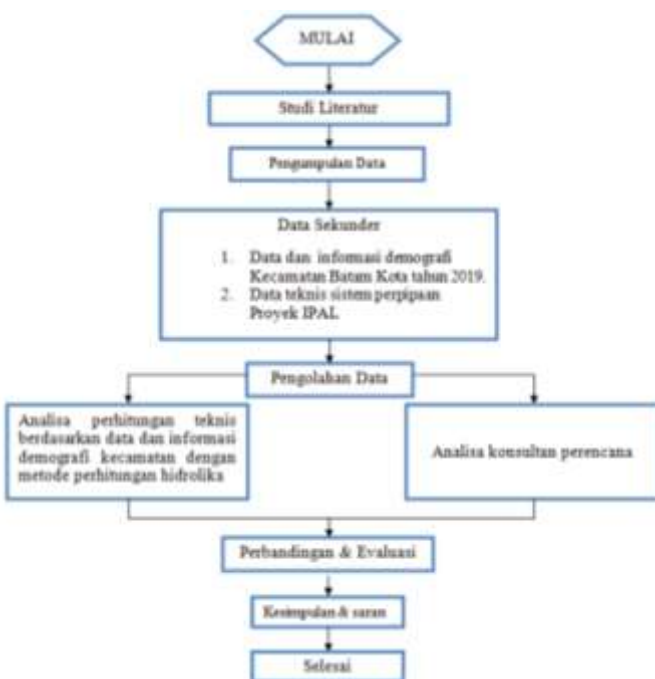 MULAI
Studi Literatur
Pengumpulan Data
Data Sekunder
1. Data dan informasi demografi
Kecamatan Batam Kota tahun 2019.
2. Data teknis sistem perpipaan
Proyek IPAL
Pengolahan Data
Analisa perhitungan teknis
berdasarkan data dan informasi
demografi kecamatan dengan
metode perhitungan hidrolika
Analisa konsultan perencana
Perbandingan & Evaluasi
Kesimpulan & saran
Selesai